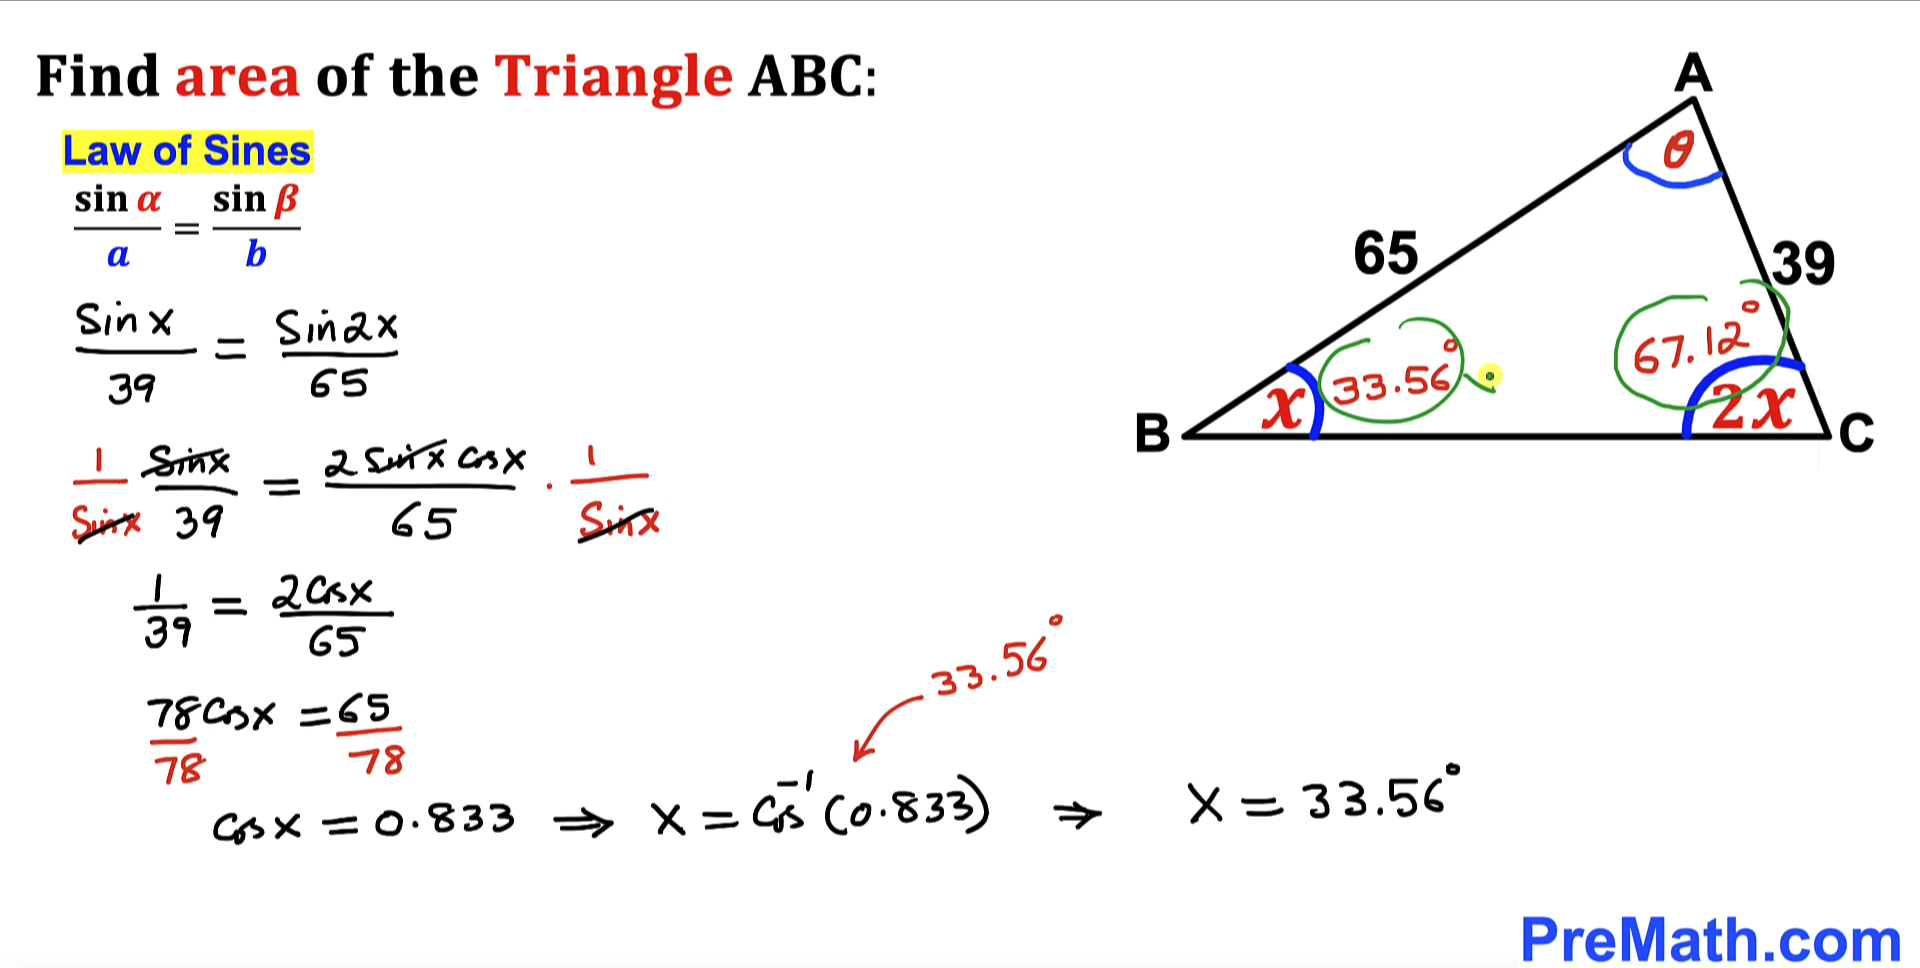 Find area of the Triangle ABC:
Law of Sines
sin α / a = sin β / b
Sin x / 39 = Sin2x / 65
1 / Sinx Sinx / 39 = 2 Sinx Cosx / 65 . 1 / Sinx
1 / 39 = 2Cosx / 65
78Cosx / 78 = 65 / 78
Cosx = 0.833 ⇒ x = Cos⁻¹(0.833) ⇒ x = 33.56°
33.56°
A
θ
65
39
33.56°
67.12°
B
x
2x
C
PreMath.com